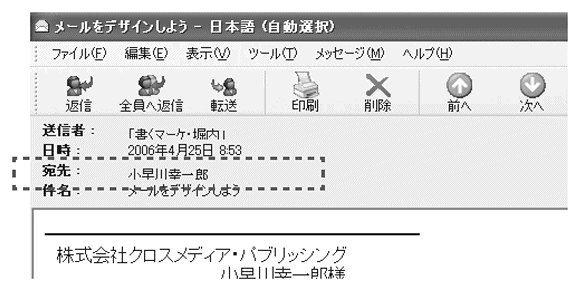 メールをデザインしよう - 日本語 (自動選択)
ファイル(F) 編集(E) 表示(V) ツール(T) メッセージ(M) ヘルプ(H)
返信 全員へ返信 転送 印刷 削除 前へ 次へ
送信者: 「書くマーケ・堀内」
日時: 2006年4月25日 8:53
宛先: 小早川幸一郎
件名: メールをデザインしよう
株式会社クロスメディア・パブリッシング
小早川幸一郎様